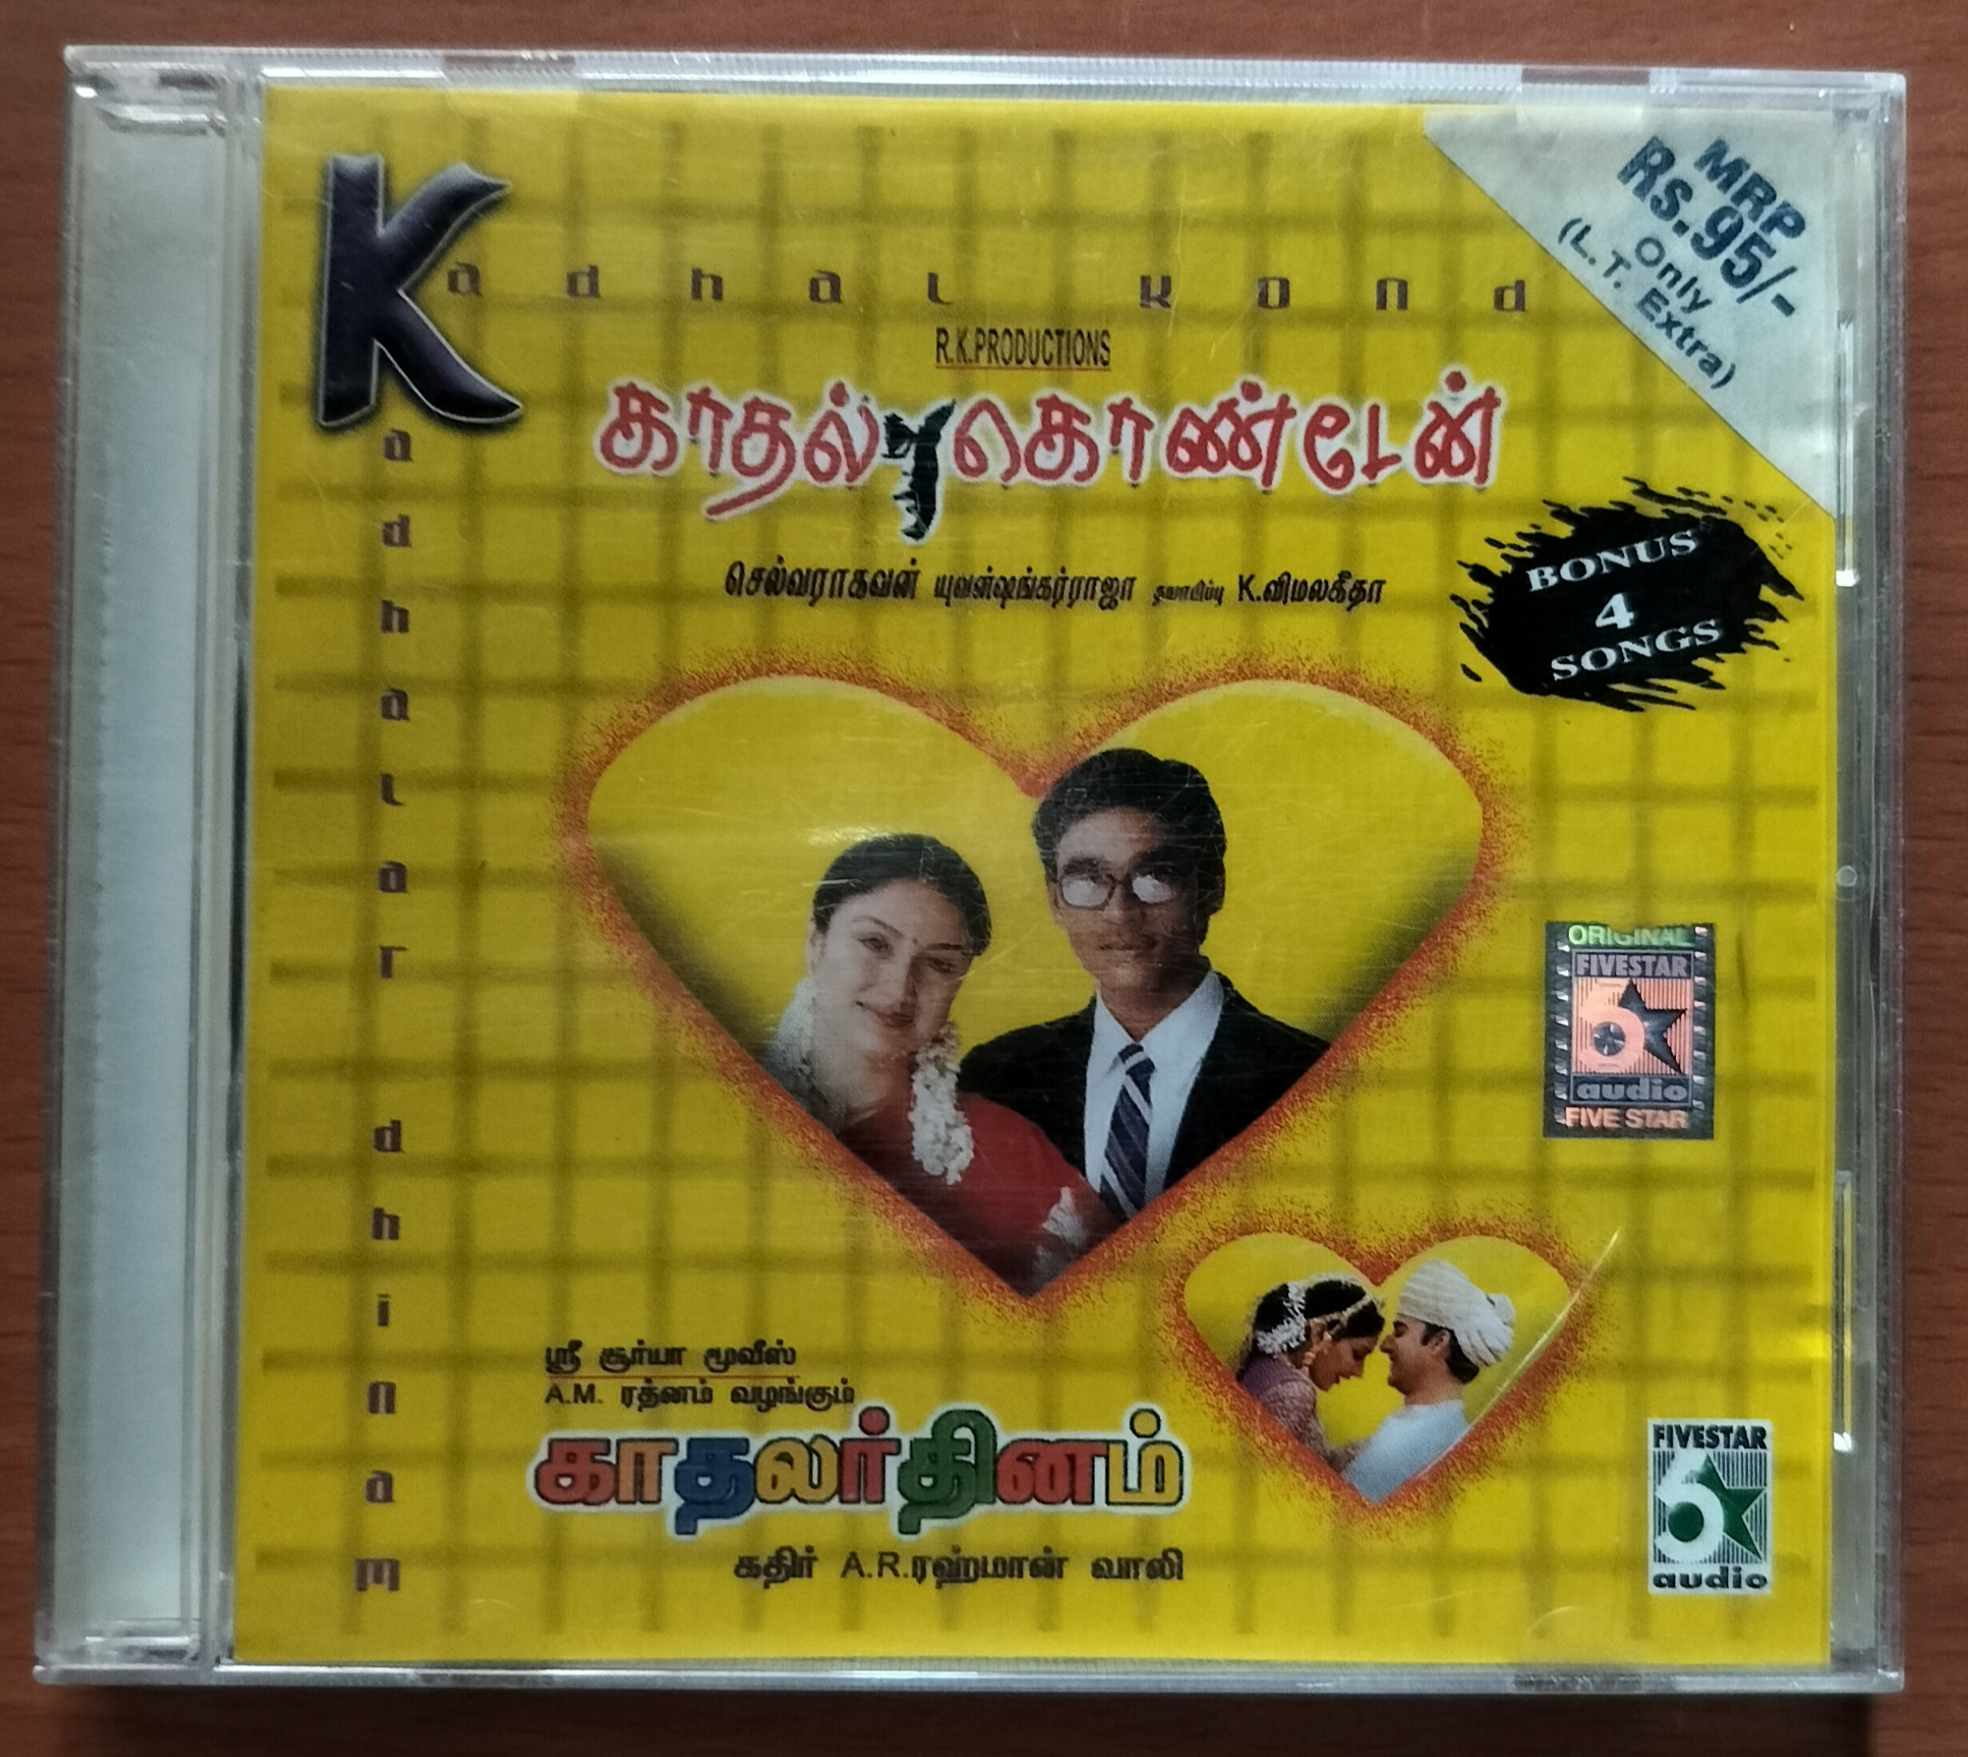 Kadhal Kond
Kadhalar dhinam
MRP
Rs.95/-
Only
(L.T. Extra)
R.K.PRODUCTIONS
காதல் கொண்டேன்
செல்வராகவன் யுவன்ஷங்கர்ராஜா தயாரிப்பு K.விமலகீதா
BONUS
4
SONGS
ORIGINAL
FIVESTAR
audio
FIVE STAR
ஸ்ரீ சூர்யா மூவீஸ்
A.M. ரத்னம் வழங்கும்
காதலர்தினம்
கதிர் A.R.ரஹ்மான் வாலி
FIVESTAR
audio